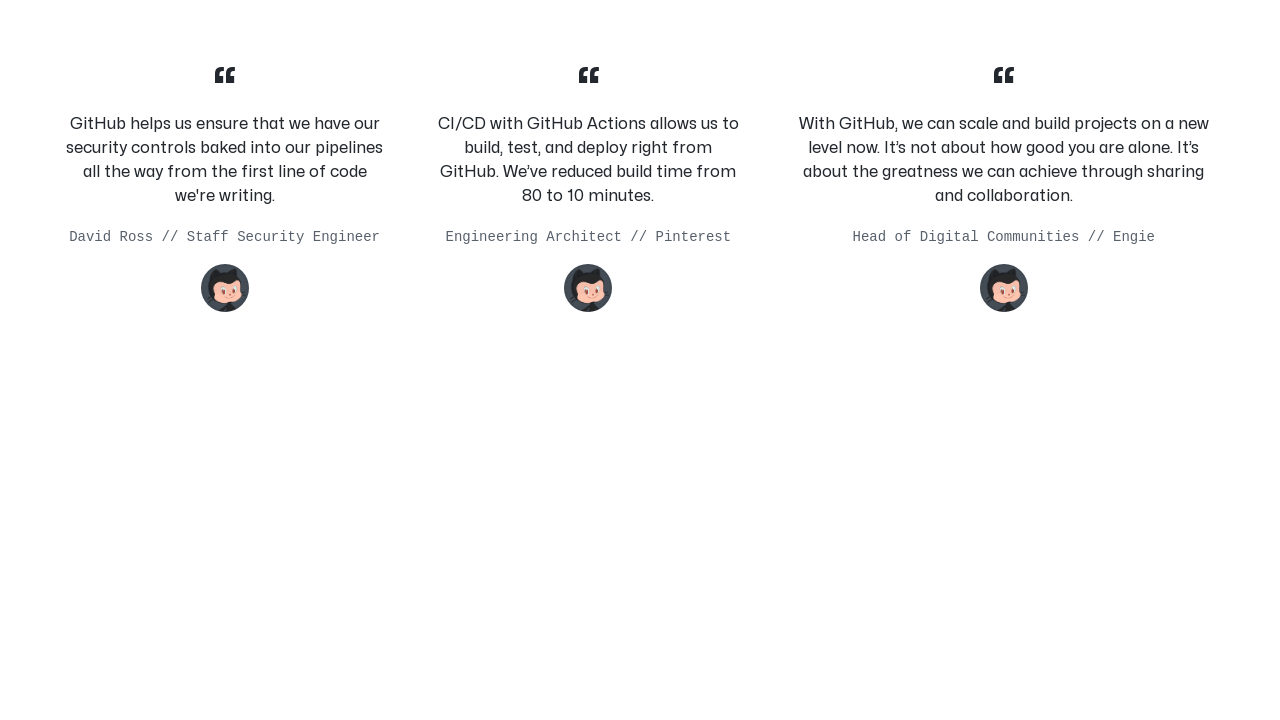 “
GitHub helps us ensure that we have our
security controls baked into our pipelines
all the way from the first line of code
we're writing.
David Ross // Staff Security Engineer
“
CI/CD with GitHub Actions allows us to
build, test, and deploy right from
GitHub. We’ve reduced build time from
80 to 10 minutes.
Engineering Architect // Pinterest
“
With GitHub, we can scale and build projects on a new
level now. It’s not about how good you are alone. It’s
about the greatness we can achieve through sharing
and collaboration.
Head of Digital Communities // Engie